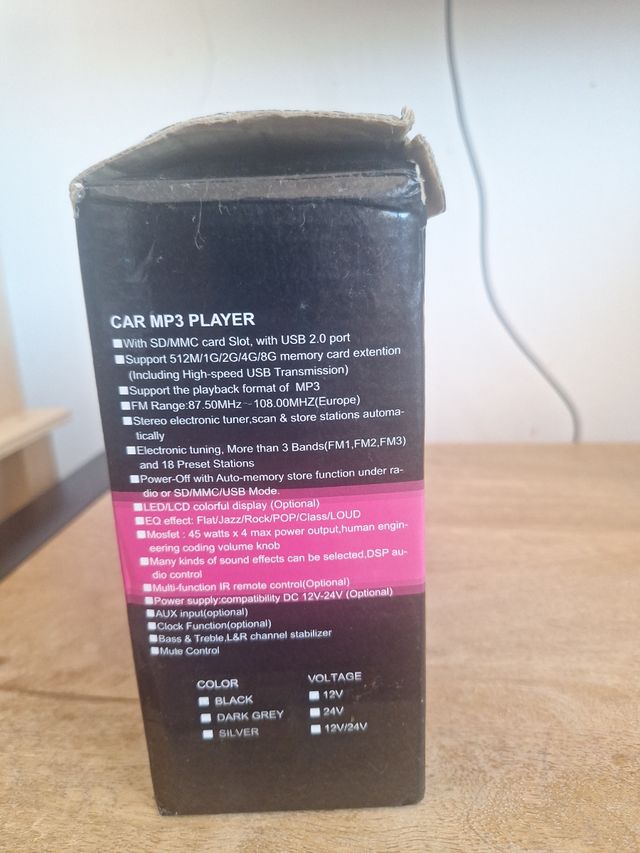 CAR MP3 PLAYER
■With SD/MMC card Slot, with USB 2.0 port
■Support 512M/1G/2G/4G/8G memory card extention
(Including High-speed USB Transmission)
■Support the playback format of MP3
■FM Range:87.50MHz~108.00MHZ(Europe)
■Stereo electronic tuner,scan & store stations automa-
tically
■Electronic tuning, More than 3 Bands(FM1,FM2,FM3)
and 18 Preset Stations
■Power-Off with Auto-memory store function under ra-
dio or SD/MMC/USB Mode.
■LED/LCD colorful display (Optional)
■EQ effect: Flat/Jazz/Rock/POP/Class/LOUD
■Mosfet : 45 watts x 4 max power output,human engin-
eering coding volume knob
■Many kinds of sound effects can be selected,DSP au-
dio control
■Multi-function IR remote control(Optional)
■Power supply:compatibility DC 12V-24V (Optional)
■AUX input(optional)
■Clock Function(optional)
■Bass & Treble,L&R channel stabilizer
■Mute Control
COLOR
■ BLACK
■ DARK GREY
■ SILVER
VOLTAGE
■ 12V
■ 24V
■ 12V/24V